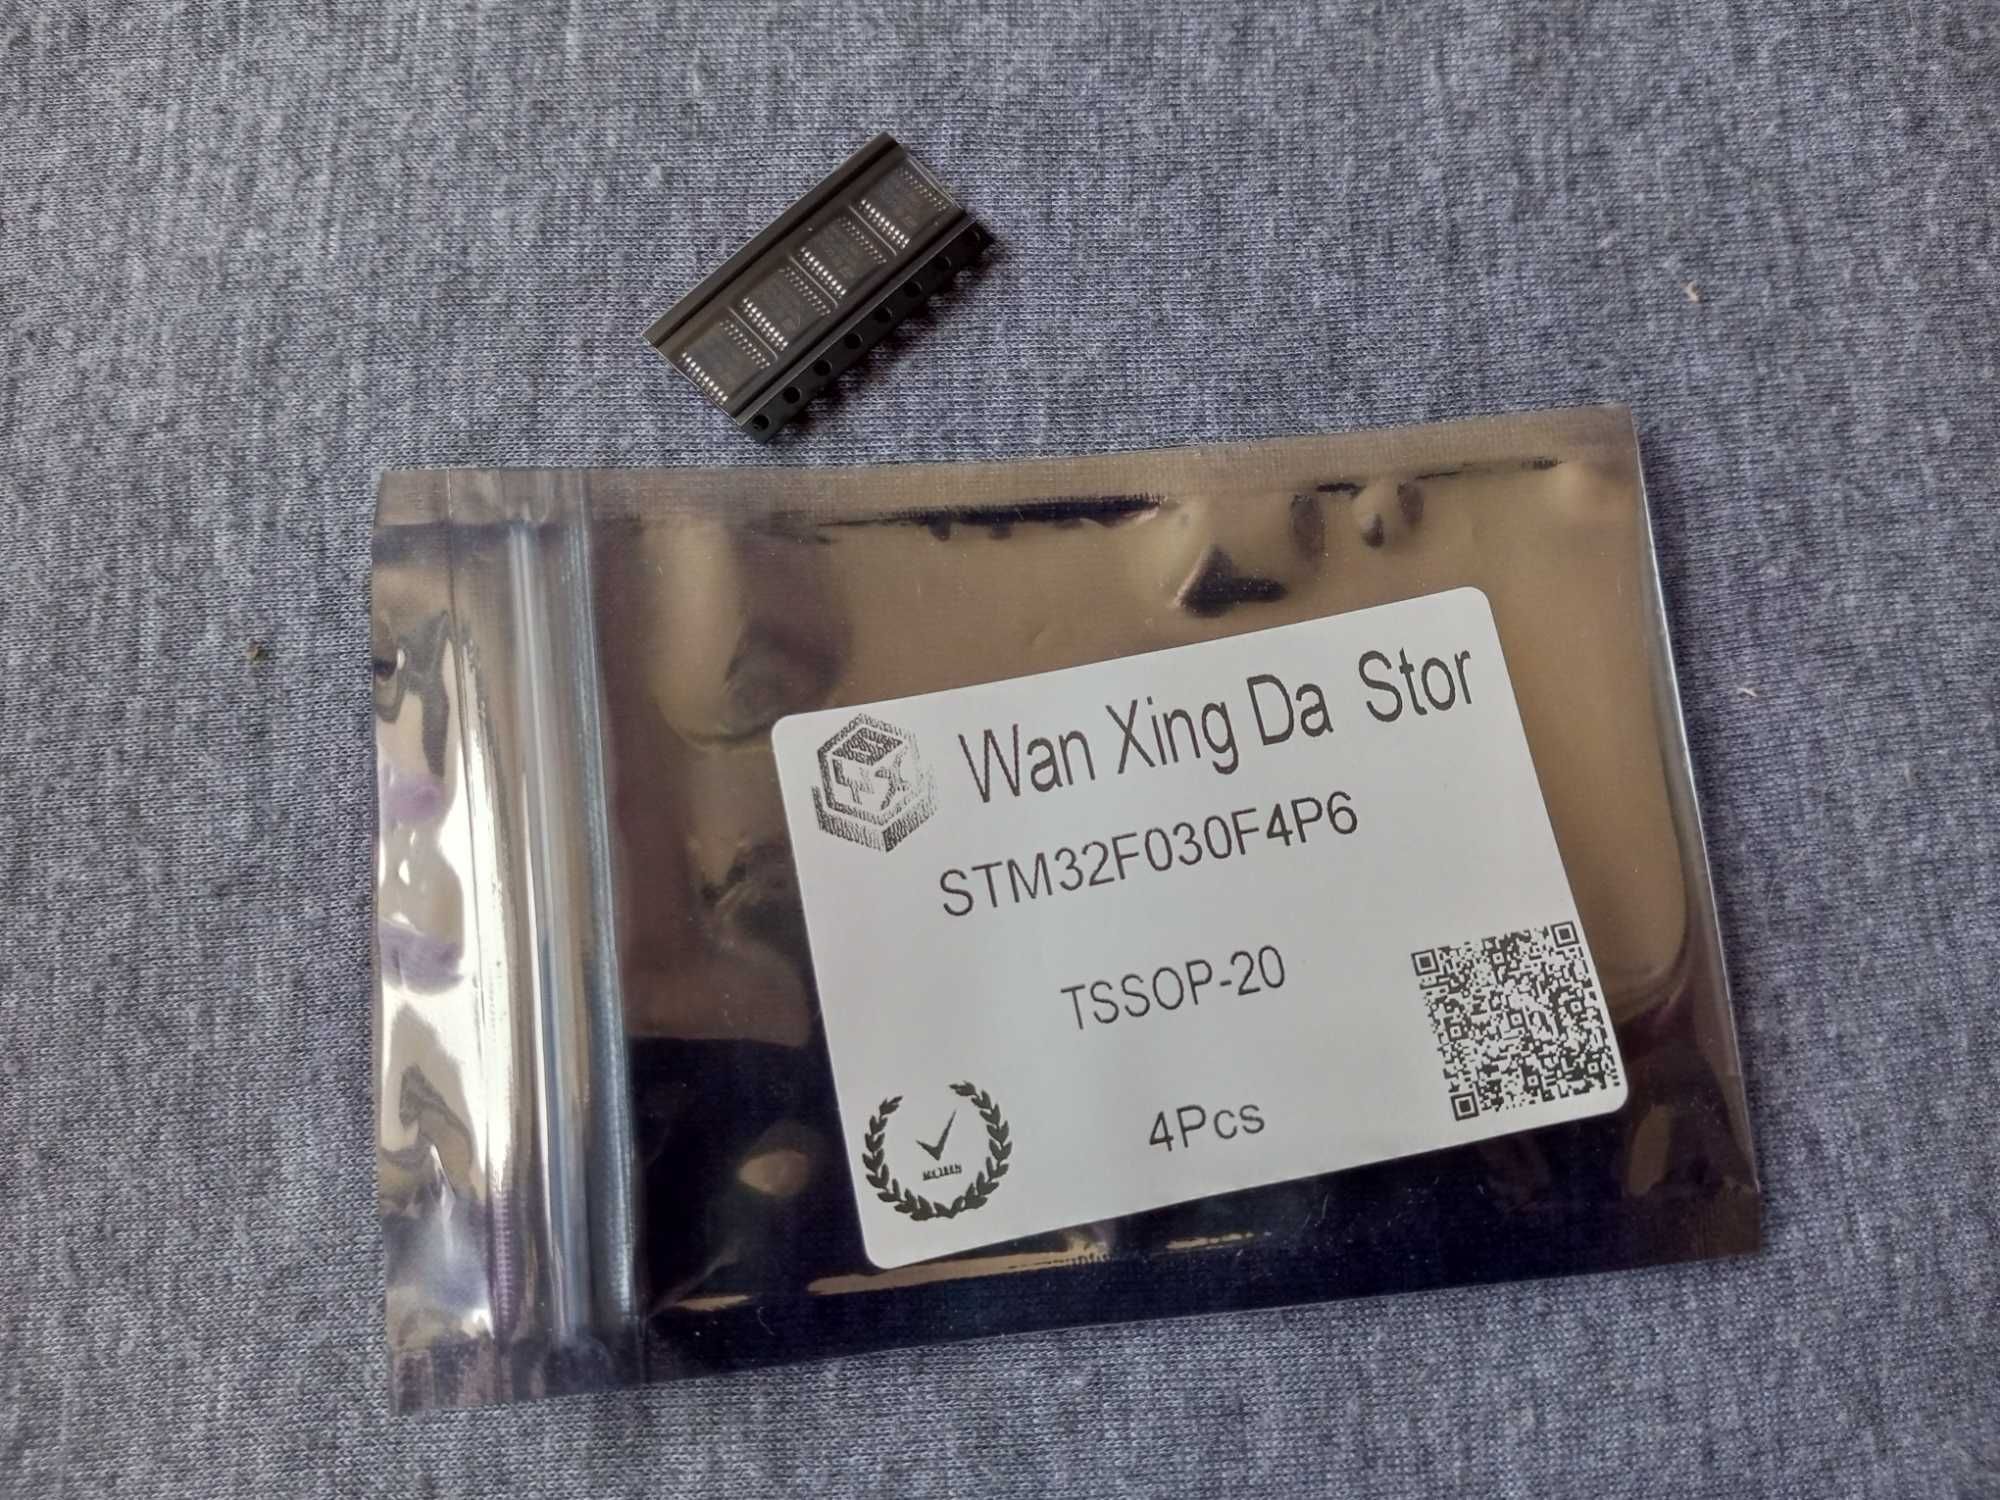 Wan Xing Da Stor
STM32F030F4P6
TSSOP-20
4Pcs